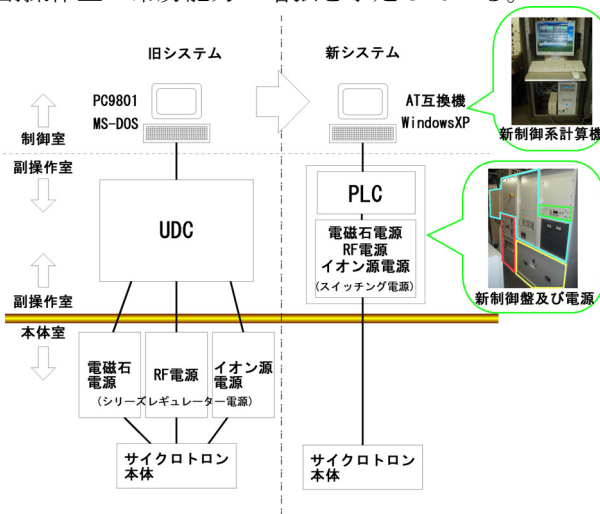 旧システム
新システム
PC9801
MS-DOS
AT互換機
WindowsXP
制御室
新制御系計算機
副操作室
UDC
PLC
電磁石電源
RF電源
イオン源電源
(スイッチング電源)
副操作室
新制御盤及び電源
本体室
電磁石
電源
RF電源
イオン源
電源
(シリーズレギュレーター電源)
サイクロトロン
本体
サイクロトロン
本体